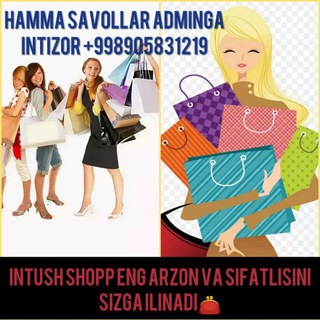 HAMMA SAVOLLAR ADMINGA
INTIZOR +998905831219
INTUSH SHOPP ENG ARZON VA SIFATLISINI
SIZGA ILINADI👛